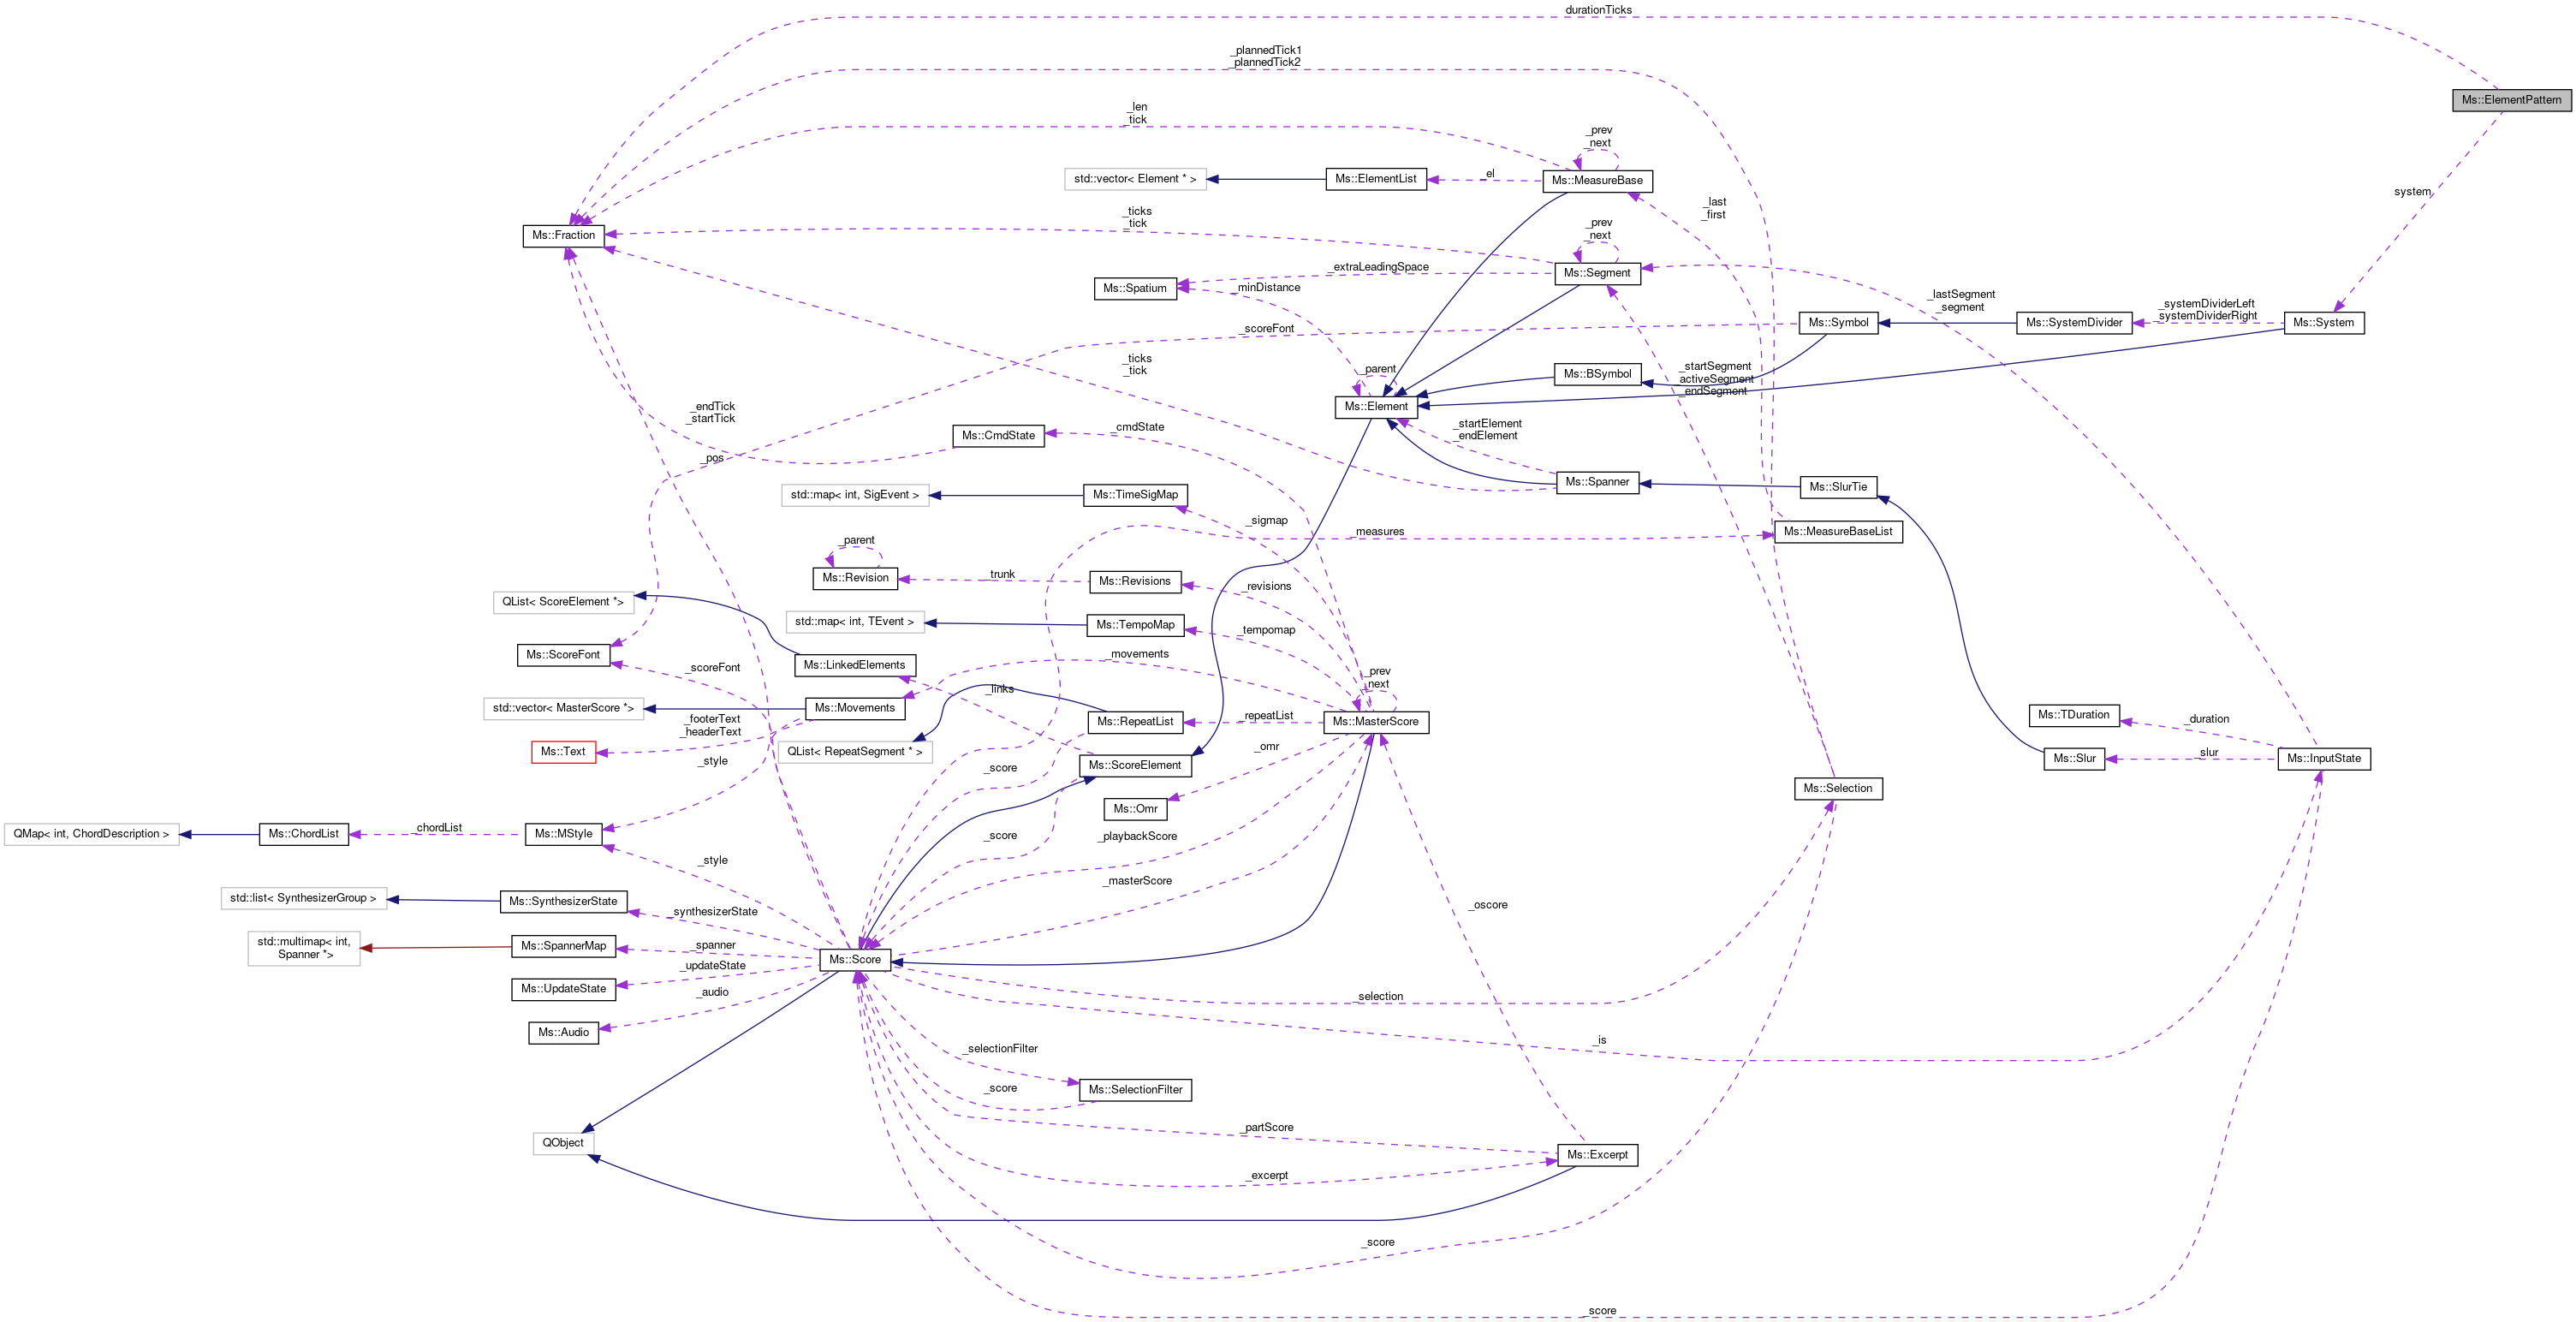 durationTicks
_plannedTick1
_plannedTick2
Ms::ElementPattern
_len
_tick
_prev
_next
std::vector< Element * >
Ms::ElementList
_el
Ms::MeasureBase
system
_last
_first
_ticks
_tick
_prev
_next
Ms::Fraction
_extraLeadingSpace
Ms::Segment
Ms::Spatium
_minDistance
_lastSegment
_segment
_systemDividerLeft
_systemDividerRight
_scoreFont
Ms::Symbol
Ms::SystemDivider
Ms::System
_ticks
_tick
_parent
Ms::BSymbol
_startSegment
_activeSegment
_endSegment
_endTick
_startTick
Ms::Element
Ms::CmdState
_cmdState
_startElement
_endElement
_pos
Ms::Spanner
Ms::SlurTie
std::map< int, SigEvent >
Ms::TimeSigMap
_sigmap
_measures
Ms::MeasureBaseList
_parent
Ms::Revision
_trunk
Ms::Revisions
_revisions
QList< ScoreElement *>
std::map< int, TEvent >
Ms::TempoMap
_tempomap
Ms::ScoreFont
_scoreFont
Ms::LinkedElements
_movements
_prev
_next
_links
std::vector< MasterScore *>
Ms::Movements
_footerText
_headerText
Ms::RepeatList
_repeatList
Ms::MasterScore
Ms::TDuration
_duration
Ms::Text
QList< RepeatSegment * >
_omr
_slur
_style
_score
Ms::ScoreElement
Ms::Slur
Ms::InputState
Ms::Selection
Ms::Omr
QMap< int, ChordDescription >
Ms::ChordList
_chordList
Ms::MStyle
_score
_playbackScore
_style
_masterScore
std::list< SynthesizerGroup >
Ms::SynthesizerState
_synthesizerState
_oscore
std::multimap< int,
Spanner *>
Ms::SpannerMap
_spanner
Ms::Score
_updateState
Ms::UpdateState
_audio
_selection
Ms::Audio
_selectionFilter
_is
_score
Ms::SelectionFilter
QObject
_partScore
Ms::Excerpt
_excerpt
_score
_score